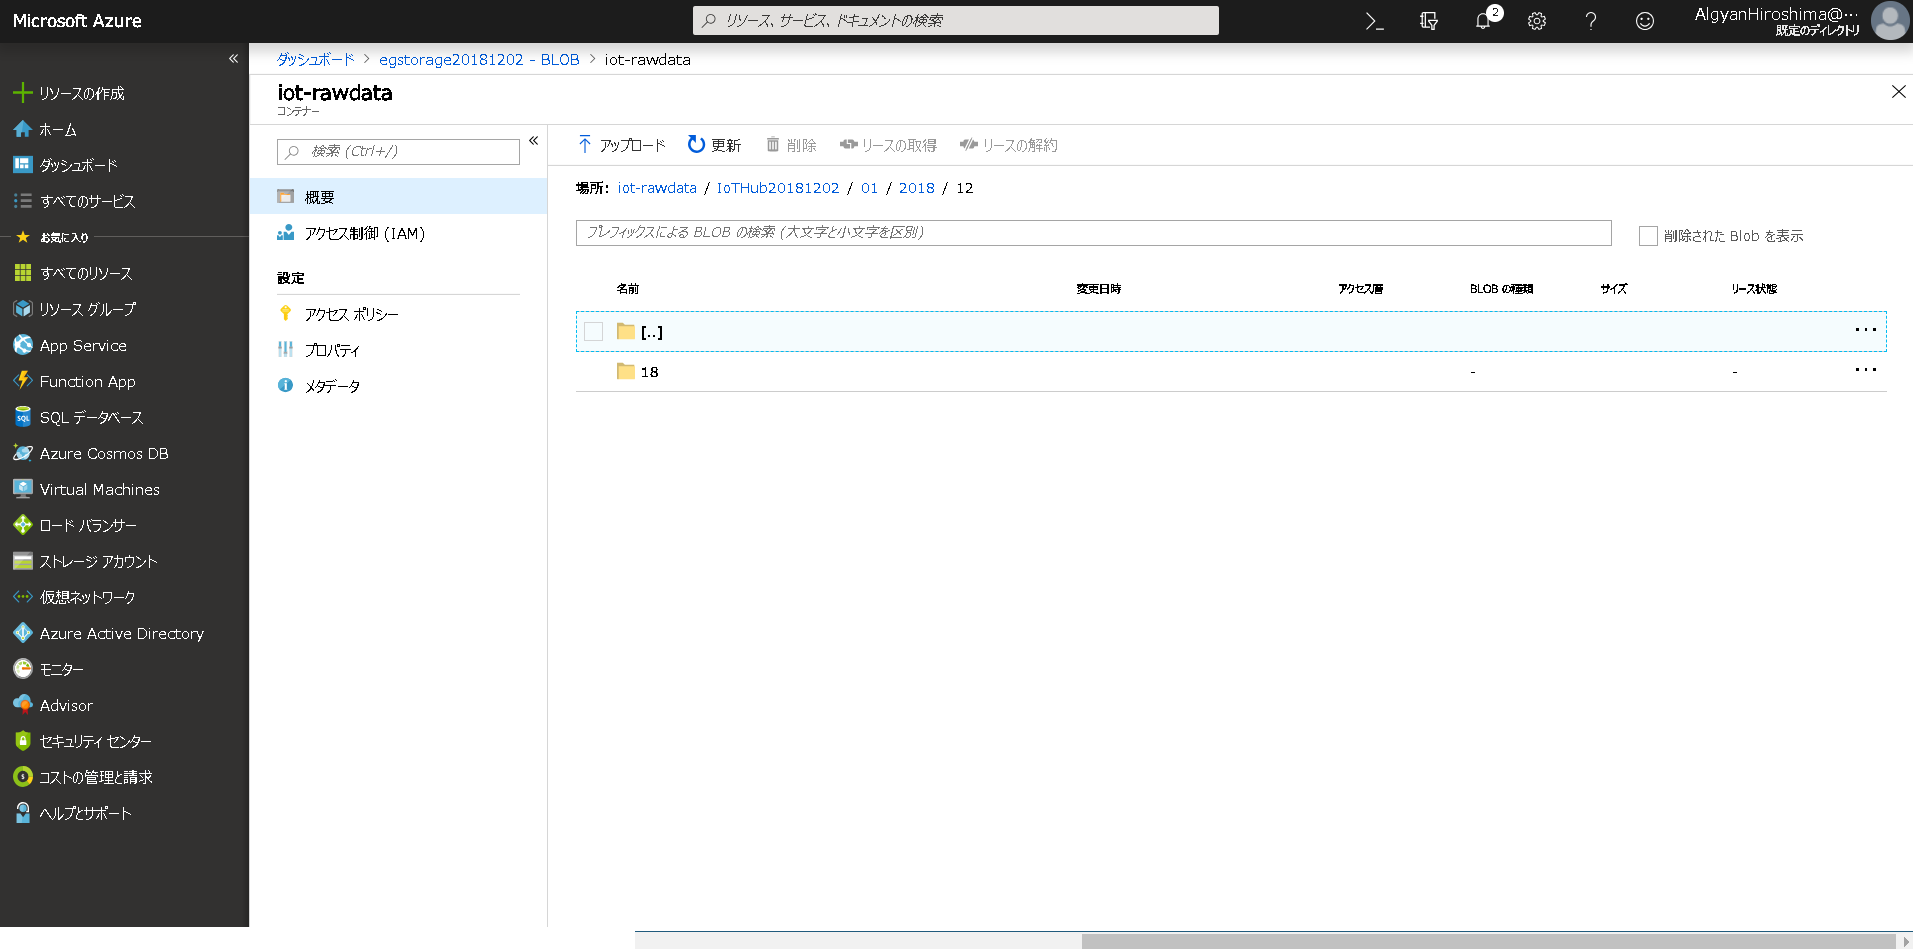 Microsoft Azure
リソース、サービス、ドキュメントの検索
2
AlgyanHiroshima@...
既定のディレクトリ
リソースの作成
ホーム
ダッシュボード
すべてのサービス
お気に入り
すべてのリソース
リソース グループ
App Service
Function App
SQL データベース
Azure Cosmos DB
Virtual Machines
ロード バランサー
ストレージ アカウント
仮想ネットワーク
Azure Active Directory
モニター
Advisor
セキュリティ センター
コストの管理と請求
ヘルプとサポート
ダッシュボード > egstorage20181202 - BLOB > iot-rawdata
iot-rawdata
コンテナー
検索 (Ctrl+/)
概要
アクセス制御 (IAM)
設定
アクセス ポリシー
プロパティ
メタデータ
アップロード 更新 削除 リースの取得 リースの解約
場所: iot-rawdata / IoTHub20181202 / 01 / 2018 / 12
プレフィックスによる BLOB の検索 (大文字と小文字を区別)
削除された Blob を表示
名前 変更日時 アクセス層 BLOB の種類 サイズ リース状態
[..] ...
18 - - ...